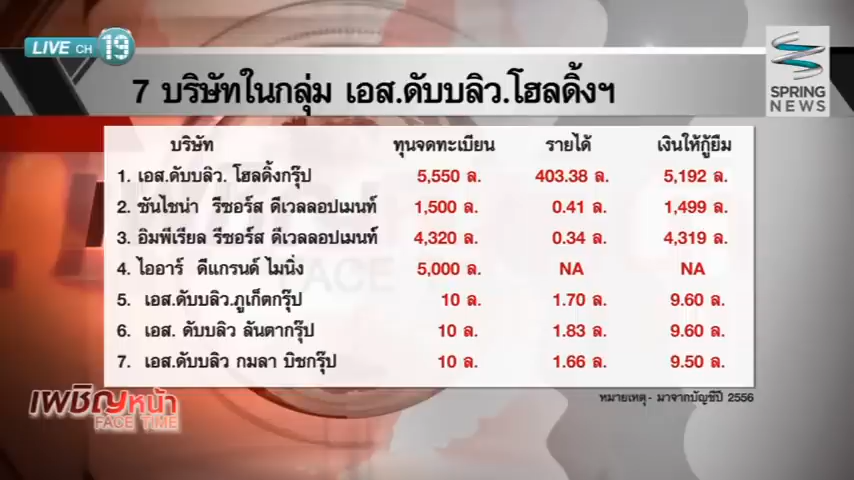 LIVE CH 19
7 บริษัทในกลุ่ม เอส.ดับบลิว.โฮลดิ้งฯ
SPRING
NEWS
บริษัท ทุนจดทะเบียน รายได้ เงินให้กู้ยืม
1. เอส.ดับบลิว. โฮลดิ้งกรุ๊ป 5,550 ล. 403.38 ล. 5,192 ล.
2. ซันไชน่า รีซอร์ส ดีเวลลอปเมนท์ 1,500 ล. 0.41 ล. 1,499 ล.
3. อิมพีเรียล รีซอร์ส ดีเวลลอปเมนท์ 4,320 ล. 0.34 ล. 4,319 ล.
4. ไออาร์ ดีแกรนด์ ไมนิ่ง 5,000 ล. NA NA
5. เอส.ดับบลิว.ภูเก็ตกรุ๊ป 10 ล. 1.70 ล. 9.60 ล.
6. เอส. ดับบลิว ลันตากรุ๊ป 10 ล. 1.83 ล. 9.60 ล.
7. เอส.ดับบลิว กมลา บิชกรุ๊ป 10 ล. 1.66 ล. 9.50 ล.
หมายเหตุ - มาจากบัญชีปี 2556
เผชิญหน้า
FACE TIME